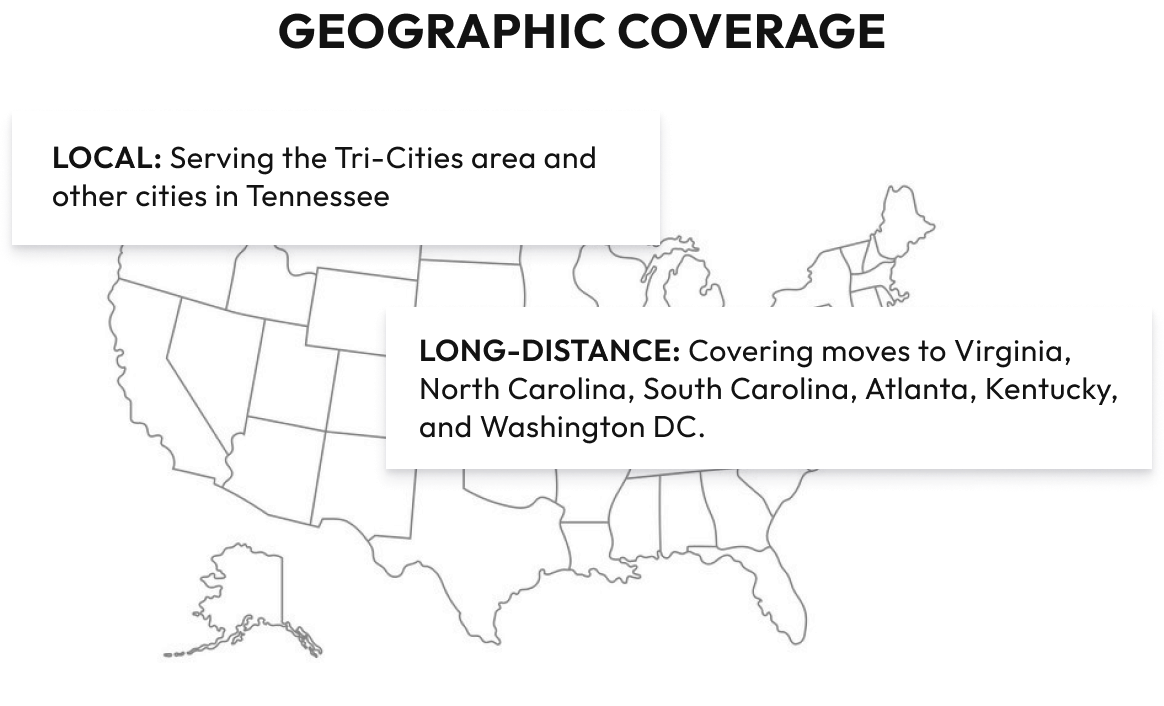 GEOGRAPHIC COVERAGE
LOCAL: Serving the Tri-Cities area and
other cities in Tennessee
LONG-DISTANCE: Covering moves to Virginia,
North Carolina, South Carolina, Atlanta, Kentucky,
and Washington DC.